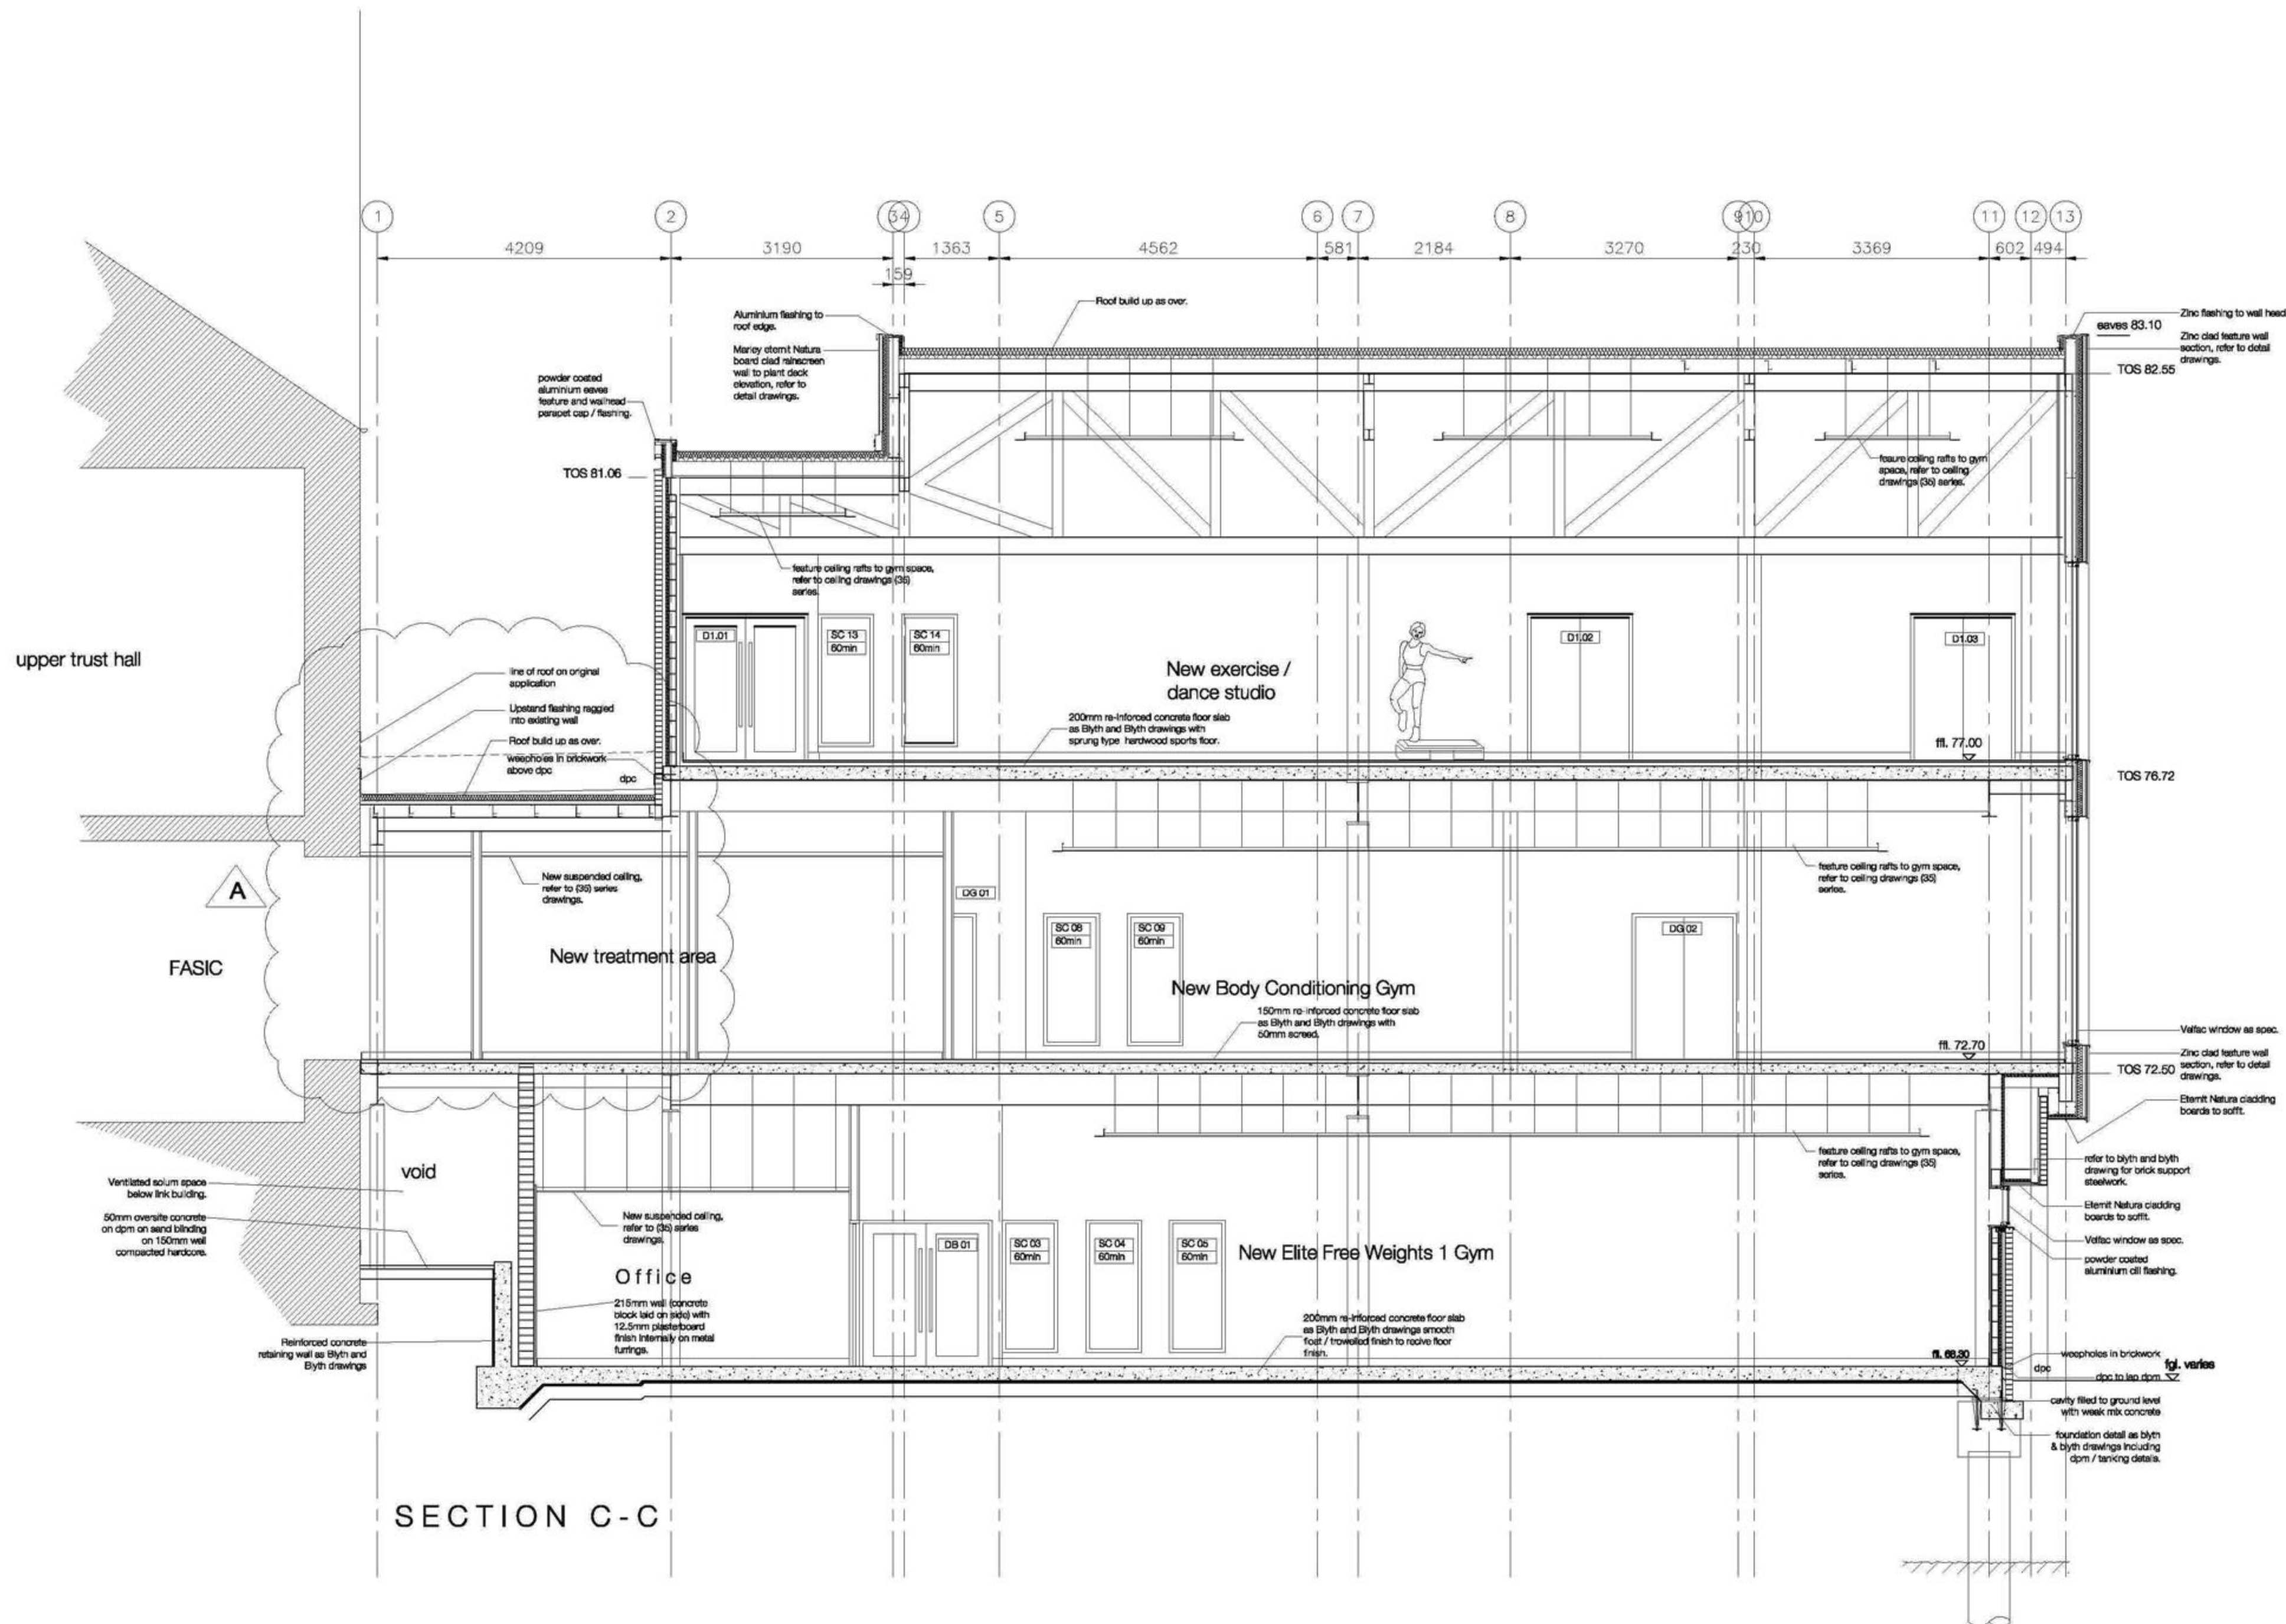 1
2
3
4
5
6
7
8
9
10
11
12
13
4209
3190
1363
4562
581
2184
3270
230
3369
602
494
159
Roof build up as over.
Aluminium flashing to
roof edge.
Marley eternit Natura
board clad rainscreen
wall to plant deck
elevation, refer to
detail drawings.
powder coated
aluminium eaves
feature and wallhead
parapet cap / flashing.
TOS 81.06
Zinc flashing to wall head
eaves 83.10
Zinc clad feature wall
section, refer to detail
drawings.
TOS 82.55
feaure ceiling rafts to gym
space, refer to ceiling
drawings (35) series.
feature ceiling rafts to gym space,
refer to ceiling drawings (35)
series.
upper trust hall
line of roof on original
application
Upstand flashing raggled
into existing wall
Roof build up as over.
weepholes in brickwork
above dpc
dpc
D1.01
SC 13
60min
SC 14
60min
New exercise /
dance studio
200mm re-inforced concrete floor slab
as Blyth and Blyth drawings with
sprung type hardwood sports floor.
D1.02
D1.03
ffl. 77.00
TOS 76.72
A
FASIC
New suspended ceiling,
refer to (35) series
drawings.
New treatment area
DG 01
SC 08
60min
SC 09
60min
New Body Conditioning Gym
150mm re-inforced concrete floor slab
as Blyth and Blyth drawings with
50mm screed.
DG 02
feature ceiling rafts to gym space,
refer to ceiling drawings (35)
series.
ffl. 72.70
Velfac window as spec.
Zinc clad feature wall
section, refer to detail
drawings.
TOS 72.50
Eternit Natura cladding
boards to soffit.
void
Ventilated solum space
below link building.
50mm oversite concrete
on dpm on sand blinding
on 150mm well
compacted hardcore.
Reinforced concrete
retaining wall as Blyth and
Blyth drawings
New suspended ceiling,
refer to (35) series
drawings.
Office
215mm wall (concrete
block laid on side) with
12.5mm plasterboard
finish internally on metal
furrings.
DB 01
SC 03
60min
SC 04
60min
SC 05
60min
New Elite Free Weights 1 Gym
200mm re-inforced concrete floor slab
as Blyth and Blyth drawings smooth
float / trowelled finish to recive floor
finish.
feature ceiling rafts to gym space,
refer to ceiling drawings (35)
series.
refer to blyth and blyth
drawing for brick support
steelwork.
Eternit Natura cladding
boards to soffit.
Velfac window as spec.
powder coated
aluminium cill flashing.
fl. 68.30
weepholes in brickwork
dpc
fgl. varies
dpc to lap dpm
cavity filled to ground level
with weak mix concrete
foundation detail as blyth
& blyth drawings including
dpm / tanking details.
SECTION C-C